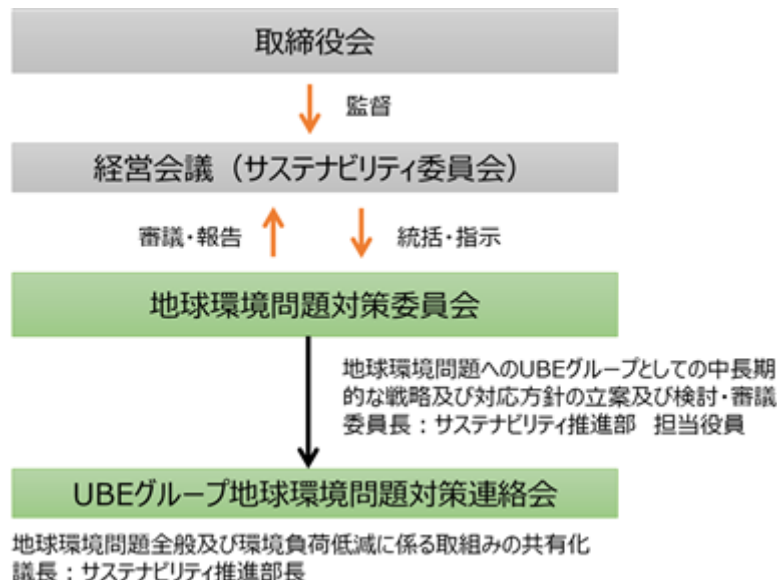 取締役会
監督
経営会議（サステナビリティ委員会）
審議・報告
統括・指示
地球環境問題対策委員会
地球環境問題へのUBEグループとしての中長期
的な戦略及び対応方針の立案及び検討・審議
委員長：サステナビリティ推進部 担当役員
UBEグループ地球環境問題対策連絡会
地球環境問題全般及び環境負荷低減に係る取組みの共有化
議長：サステナビリティ推進部長